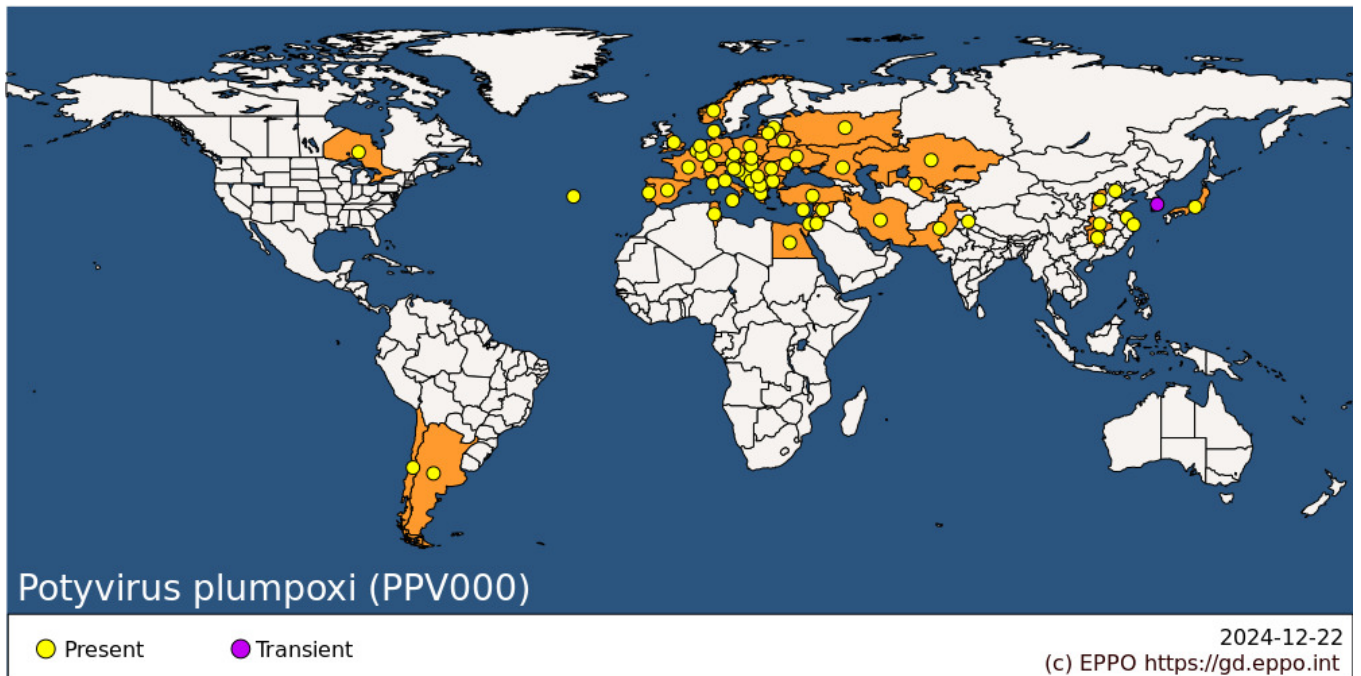 Potyvirus plumpoxi (PPV000)
Present
Transient
2024-12-22
(c) EPPO https://gd.eppo.int